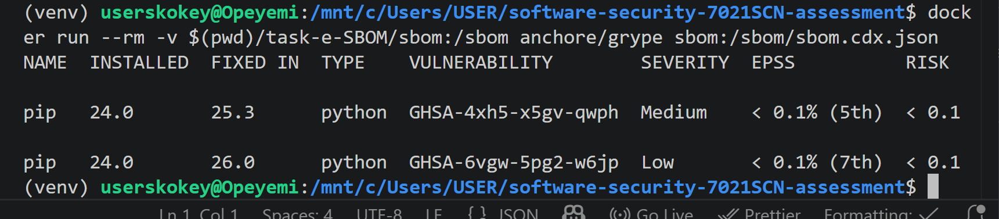 (venv) userskokey@Opeyemi:/mnt/c/Users/USER/software-security-7021SCN-assessment$ dock
er run --rm -v $(pwd)/task-e-SBOM/sbom:/sbom anchore/grype sbom:/sbom/sbom.cdx.json
NAME INSTALLED FIXED IN TYPE VULNERABILITY SEVERITY EPSS RISK
pip 24.0 25.3 python GHSA-4xh5-x5gv-qwph Medium < 0.1% (5th) < 0.1
pip 24.0 26.0 python GHSA-6vgw-5pg2-w6jp Low < 0.1% (7th) < 0.1
(venv) userskokey@Opeyemi:/mnt/c/Users/USER/software-security-7021SCN-assessment$
Ln 1, Col 1 Spaces: 4 UTF-8 LF {} JSON Go Live Prettier Formatting: ✓